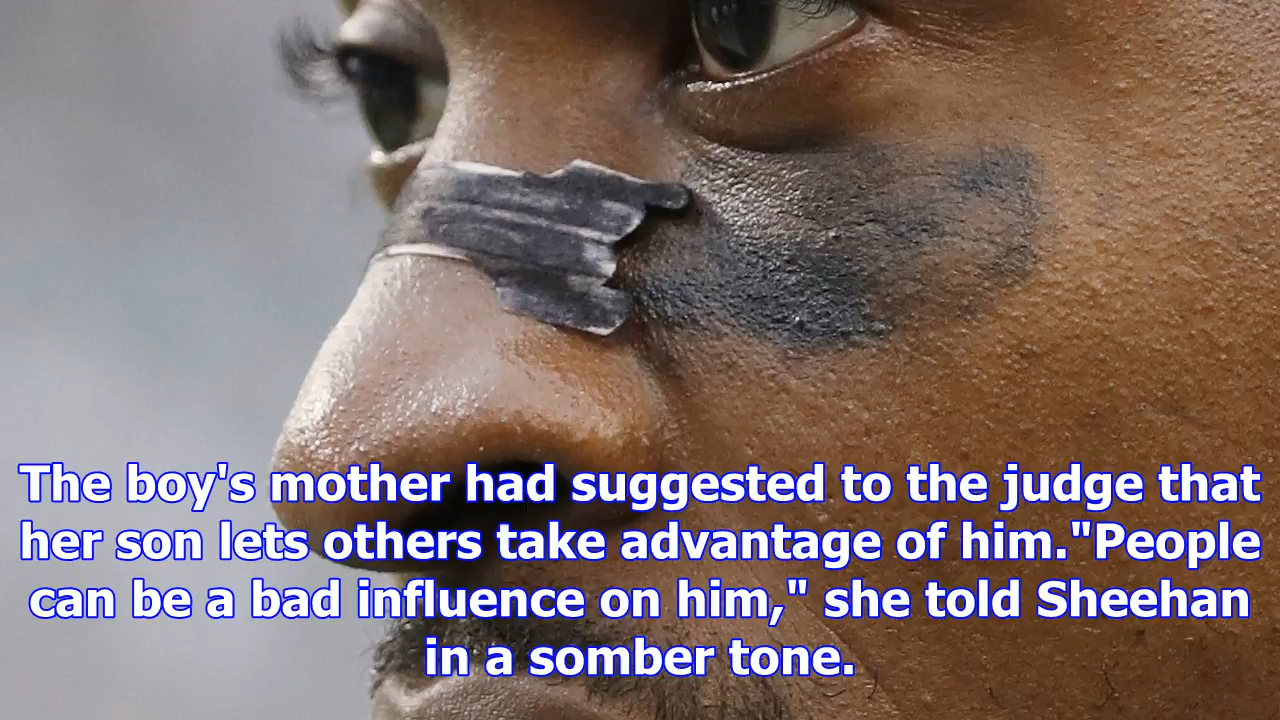 The boy's mother had suggested to the judge that
her son lets others take advantage of him."People
can be a bad influence on him," she told Sheehan
in a somber tone.